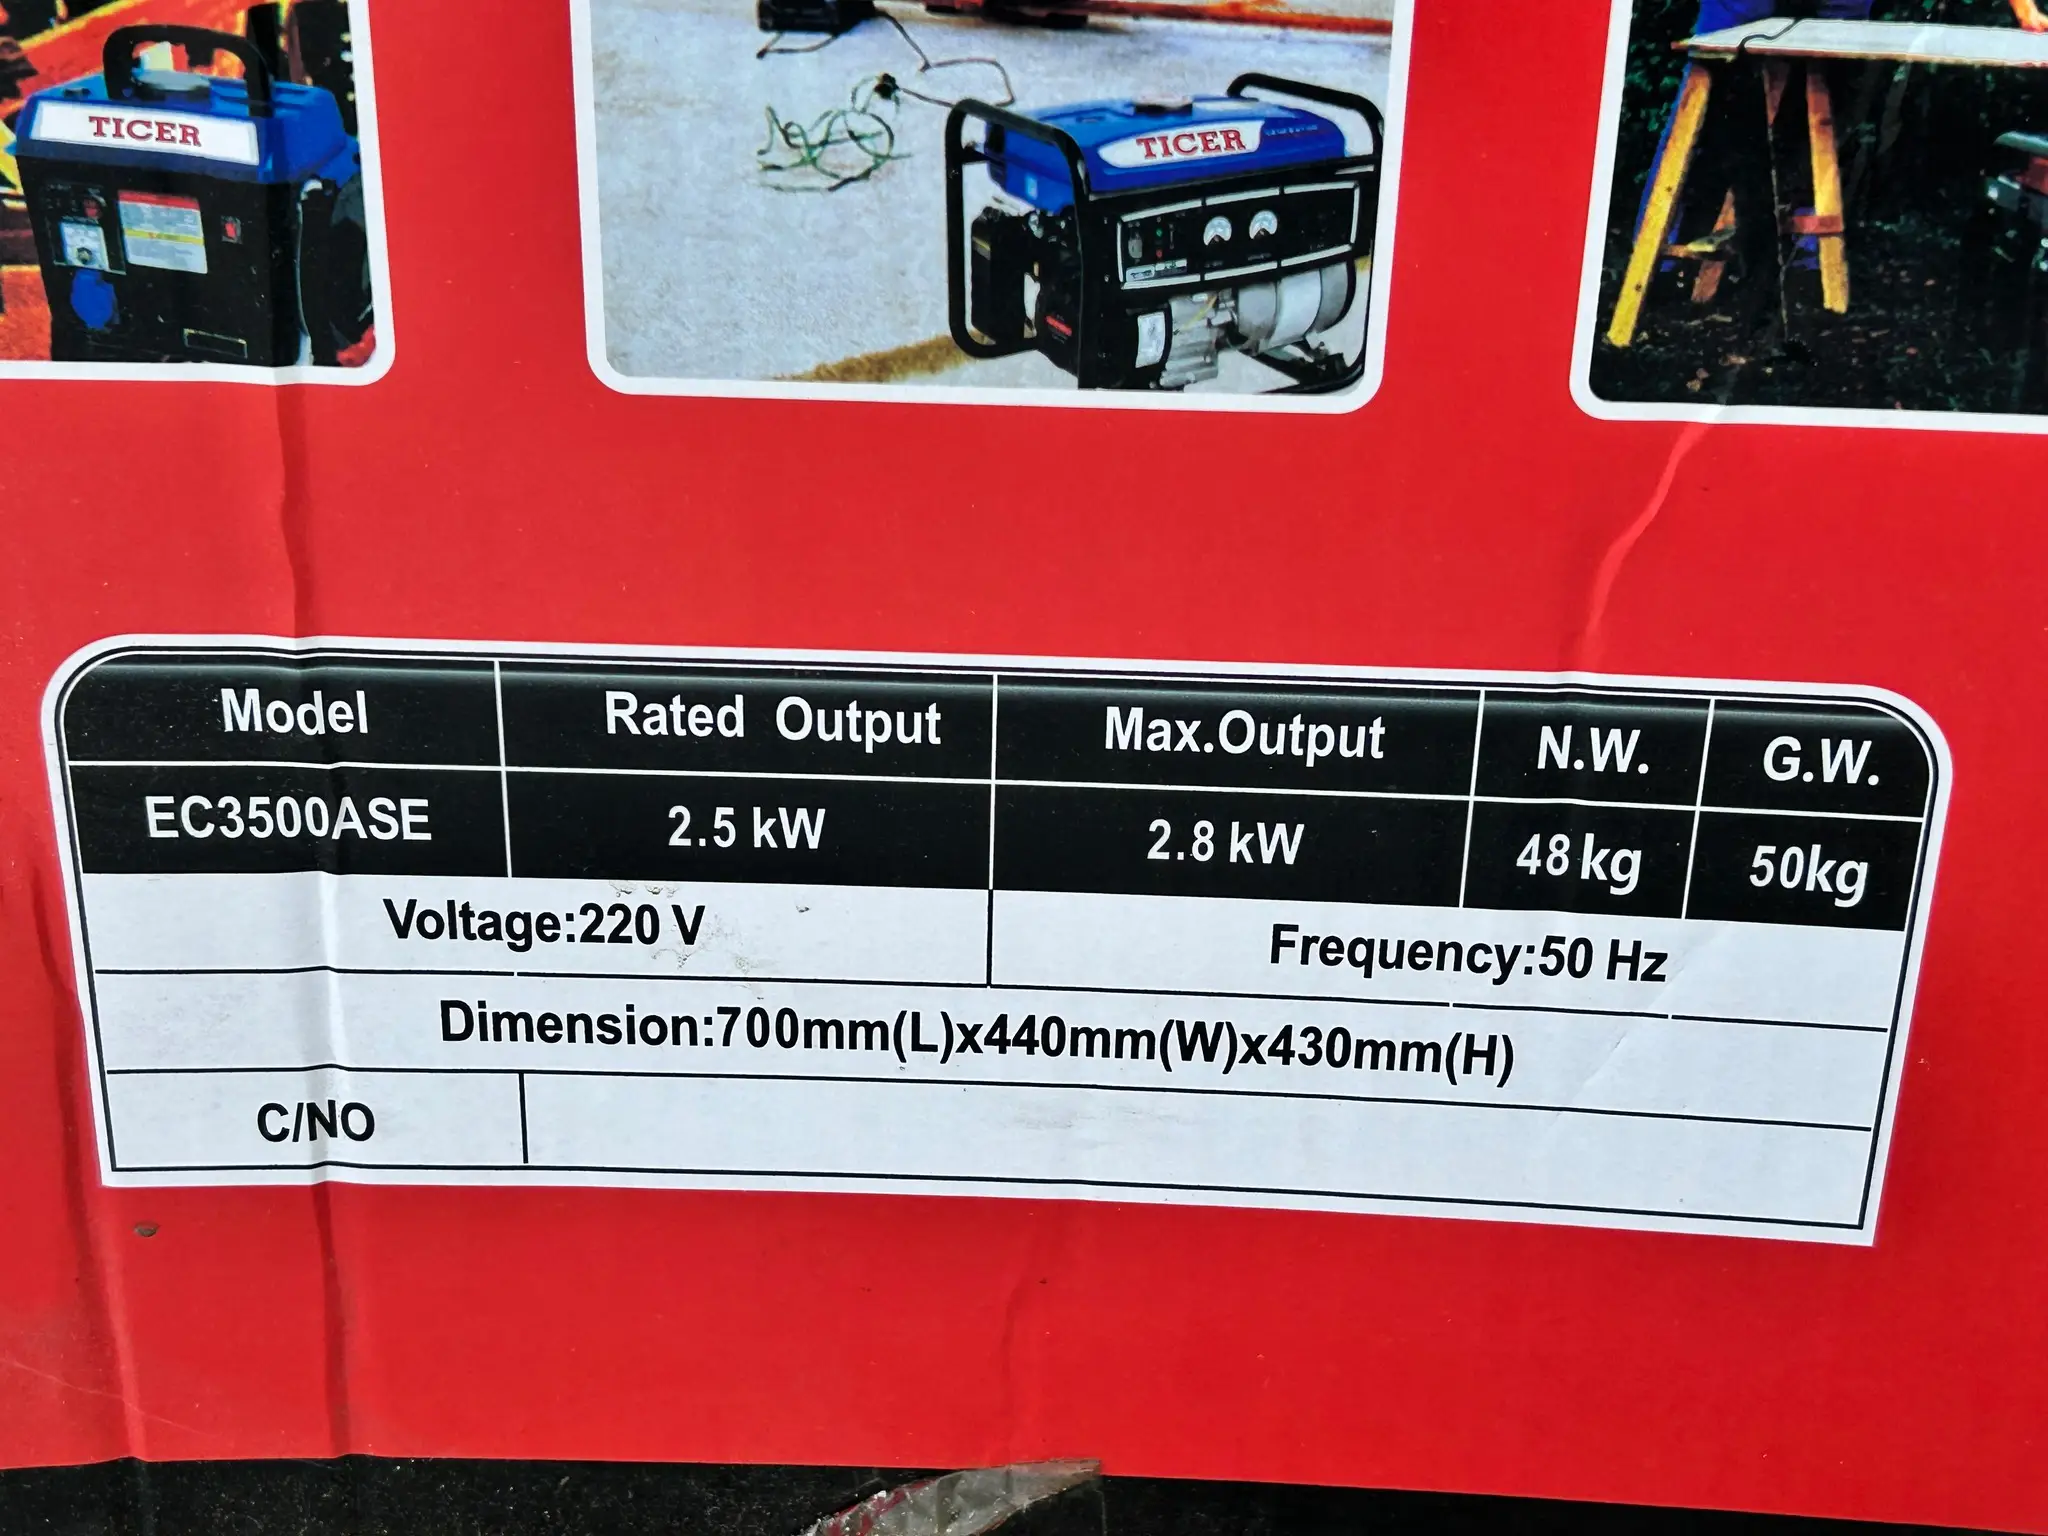 TICER
TICER
Model Rated Output Max.Output N.W. G.W.
EC3500ASE 2.5 kW 2.8 kW 48 kg 50kg
Voltage:220 V Frequency:50 Hz
Dimension:700mm(L)x440mm(W)x430mm(H)
C/NO